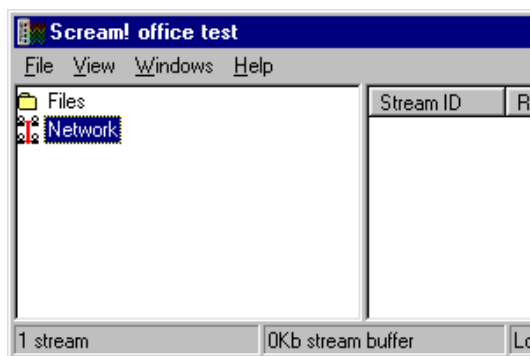 Scream! office test
File View Windows Help
Files
Network
Stream ID
1 stream 0Kb stream buffer